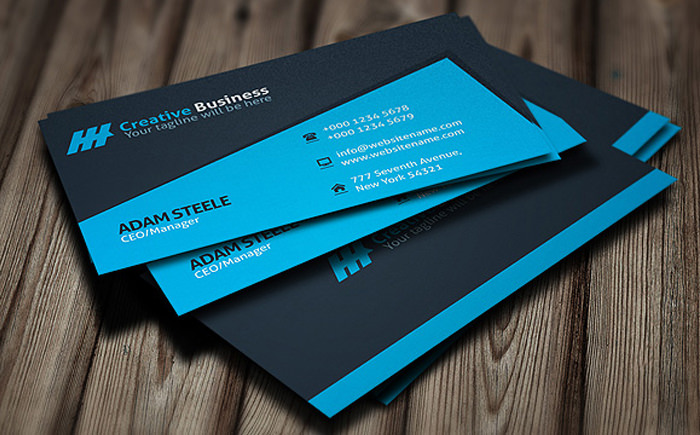 Creative Business
Your tagline will be here
+000 1234 5678
+000 1234 5679
info@websitename.com
www.websitename.com
777 Seventh Avenue,
New York 54321
ADAM STEELE
CEO/Manager
ADAM STEELE
CEO/Manager
Creative
Your tagline will be